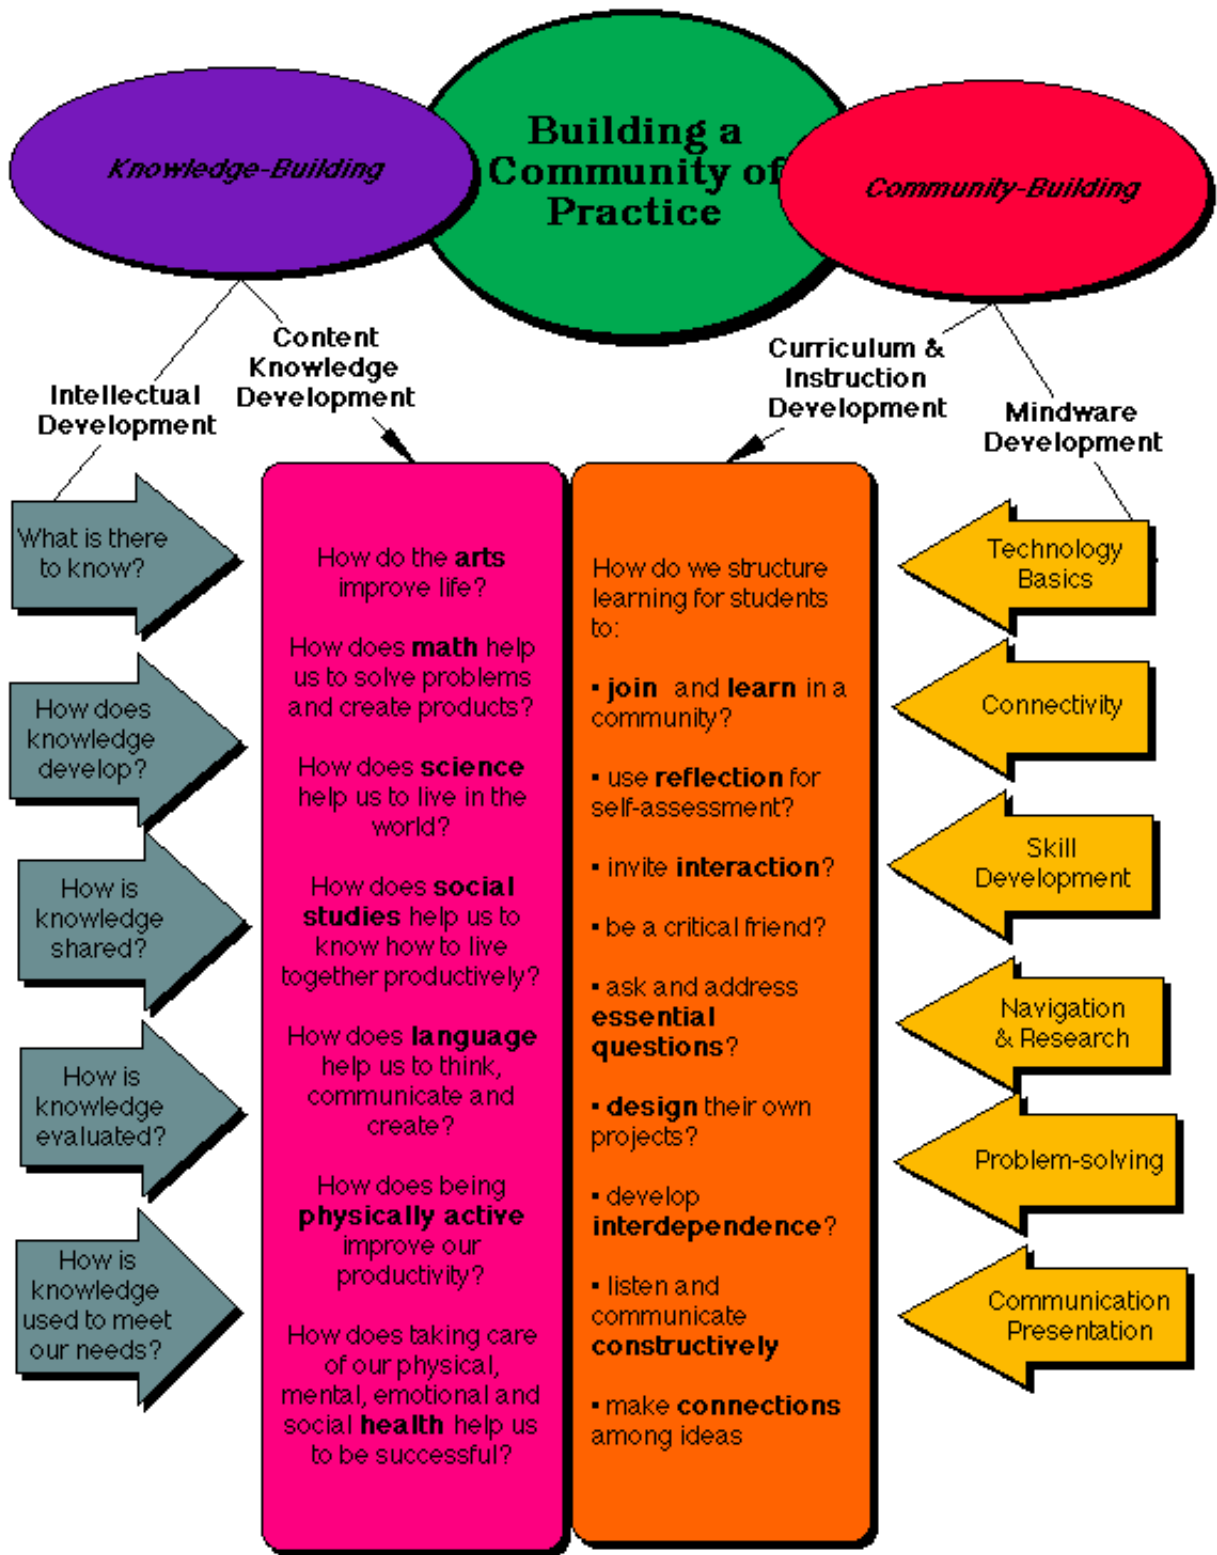 Building a
Community of
Practice
Knowledge-Building
Community-Building
Intellectual
Development
Content
Knowledge
Development
Curriculum &
Instruction
Development
Mindware
Development
What is there
to know?
How does
knowledge
develop?
How is
knowledge
shared?
How is
knowledge
evaluated?
How is
knowledge
used to meet
our needs?
How do the arts
improve life?
How does math help
us to solve problems
and create products?
How does science
help us to live in the
world?
How does social
studies help us to
know how to live
together productively?
How does language
help us to think,
communicate and
create?
How does being
physically active
improve our
productivity?
How does taking care
of our physical,
mental, emotional and
social health help us
to be successful?
How do we structure
learning for students
to:
▪ join and learn in a
community?
▪ use reflection for
self-assessment?
▪ invite interaction?
▪ be a critical friend?
▪ ask and address
essential
questions?
▪ design their own
projects?
▪ develop
interdependence?
▪ listen and
communicate
constructively
▪ make connections
among ideas
Technology
Basics
Connectivity
Skill
Development
Navigation
& Research
Problem-solving
Communication
Presentation